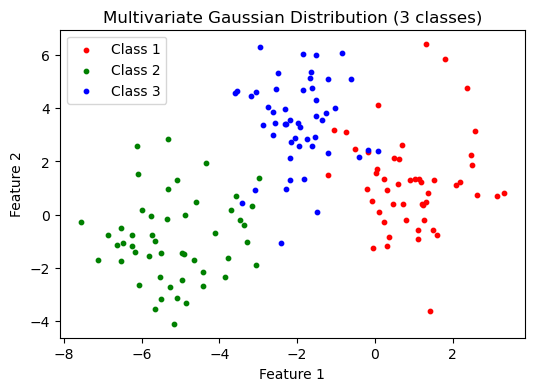 Multivariate Gaussian Distribution (3 classes)
Class 1
Class 2
Class 3
Feature 2
6
4
2
0
−2
−4
−8
−6
−4
−2
0
2
Feature 1